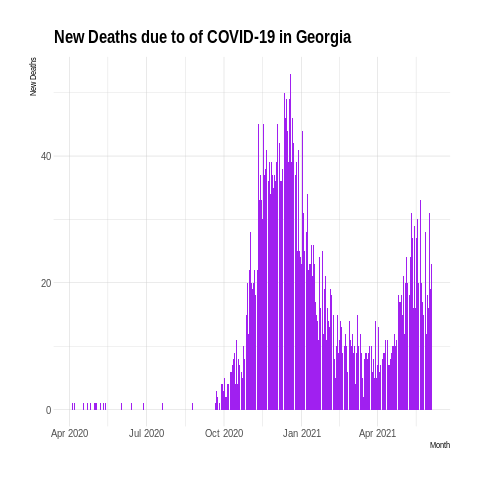 New Deaths due to of COVID-19 in Georgia
New Deaths
40
20
0
Apr 2020 Jul 2020 Oct 2020 Jan 2021 Apr 2021
Month